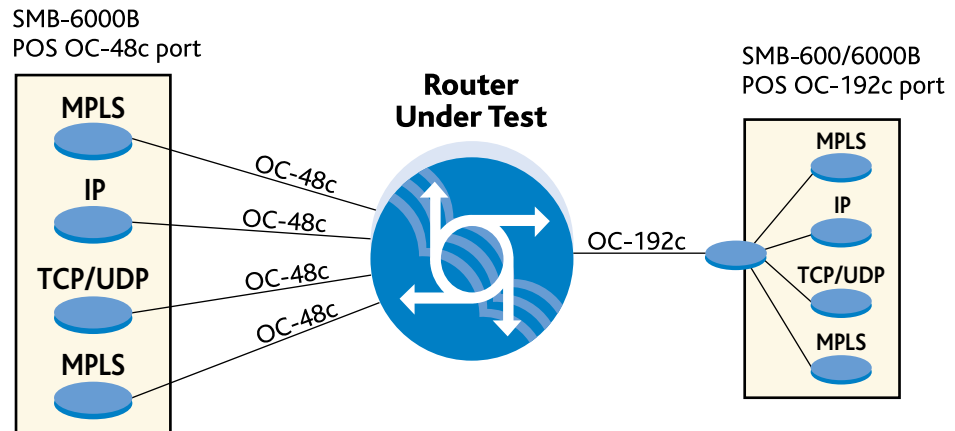 SMB-6000B
POS OC-48c port
MPLS
IP
TCP/UDP
MPLS
OC-48c
OC-48c
OC-48c
OC-48c
Router
Under Test
OC-192c
SMB-600/6000B
POS OC-192c port
MPLS
IP
TCP/UDP
MPLS